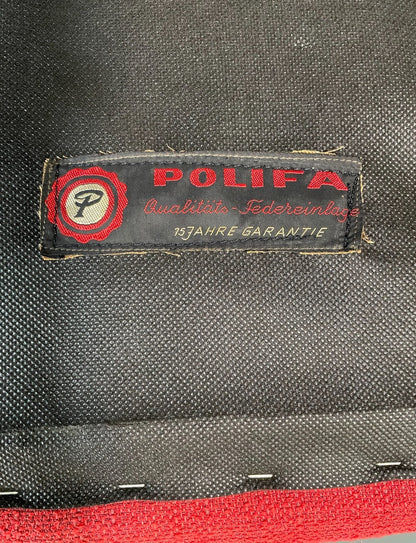 P
POLIFA
Qualitäts-Federeinlage
15 JAHRE GARANTIE